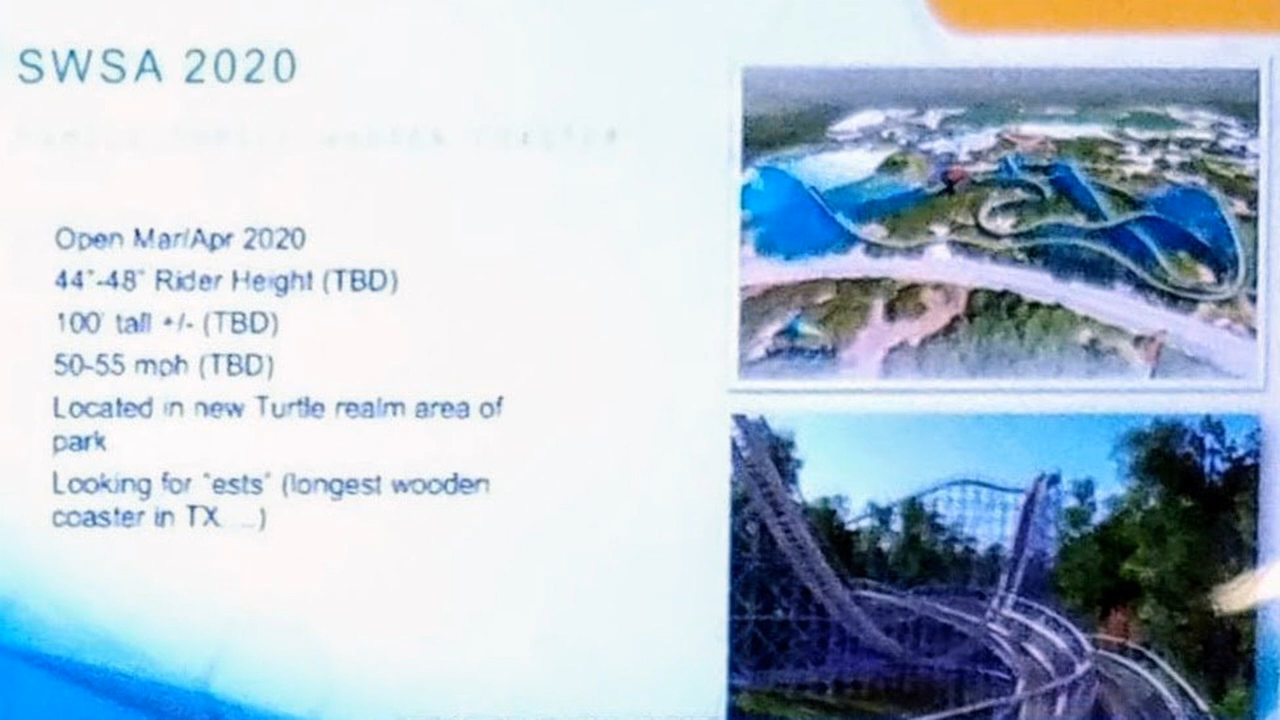 SWSA 2020
Open Mar/Apr 2020
44"-48" Rider Height (TBD)
100' tall +/- (TBD)
50-55 mph (TBD)
Located in new Turtle realm area of
park
Looking for "ests" (longest wooden
coaster in TX ...)